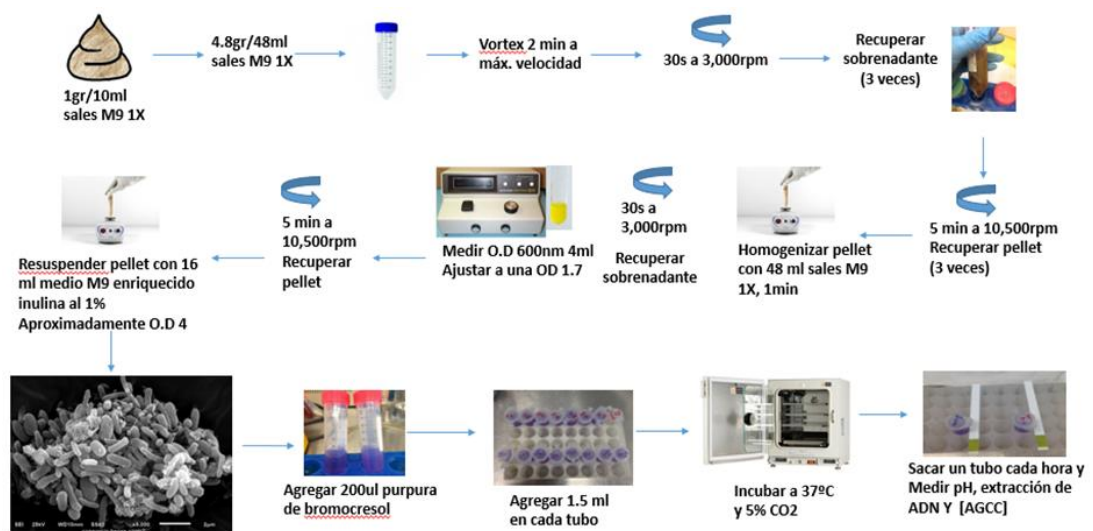 1gr/10ml
sales M9 1X
4.8gr/48ml
sales M9 1X
Vortex 2 min a
máx. velocidad
30s a 3,000rpm
Recuperar
sobrenadante
(3 veces)
5 min a 10,500rpm
Recuperar pellet
(3 veces)
Homogenizar pellet
con 48 ml sales M9
1X, 1min
30s a
3,000rpm
Recuperar
sobrenadante
Medir O.D 600nm 4ml
Ajustar a una OD 1.7
5 min a
10,500rpm
Recuperar
pellet
Resuspender pellet con 16
ml medio M9 enriquecido
inulina al 1%
Aproximadamente O.D 4
Agregar 200ul purpura
de bromocresol
Agregar 1.5 ml
en cada tubo
Incubar a 37ºC
y 5% CO2
Sacar un tubo cada hora y
Medir pH, extracción de
ADN Y [AGCC]